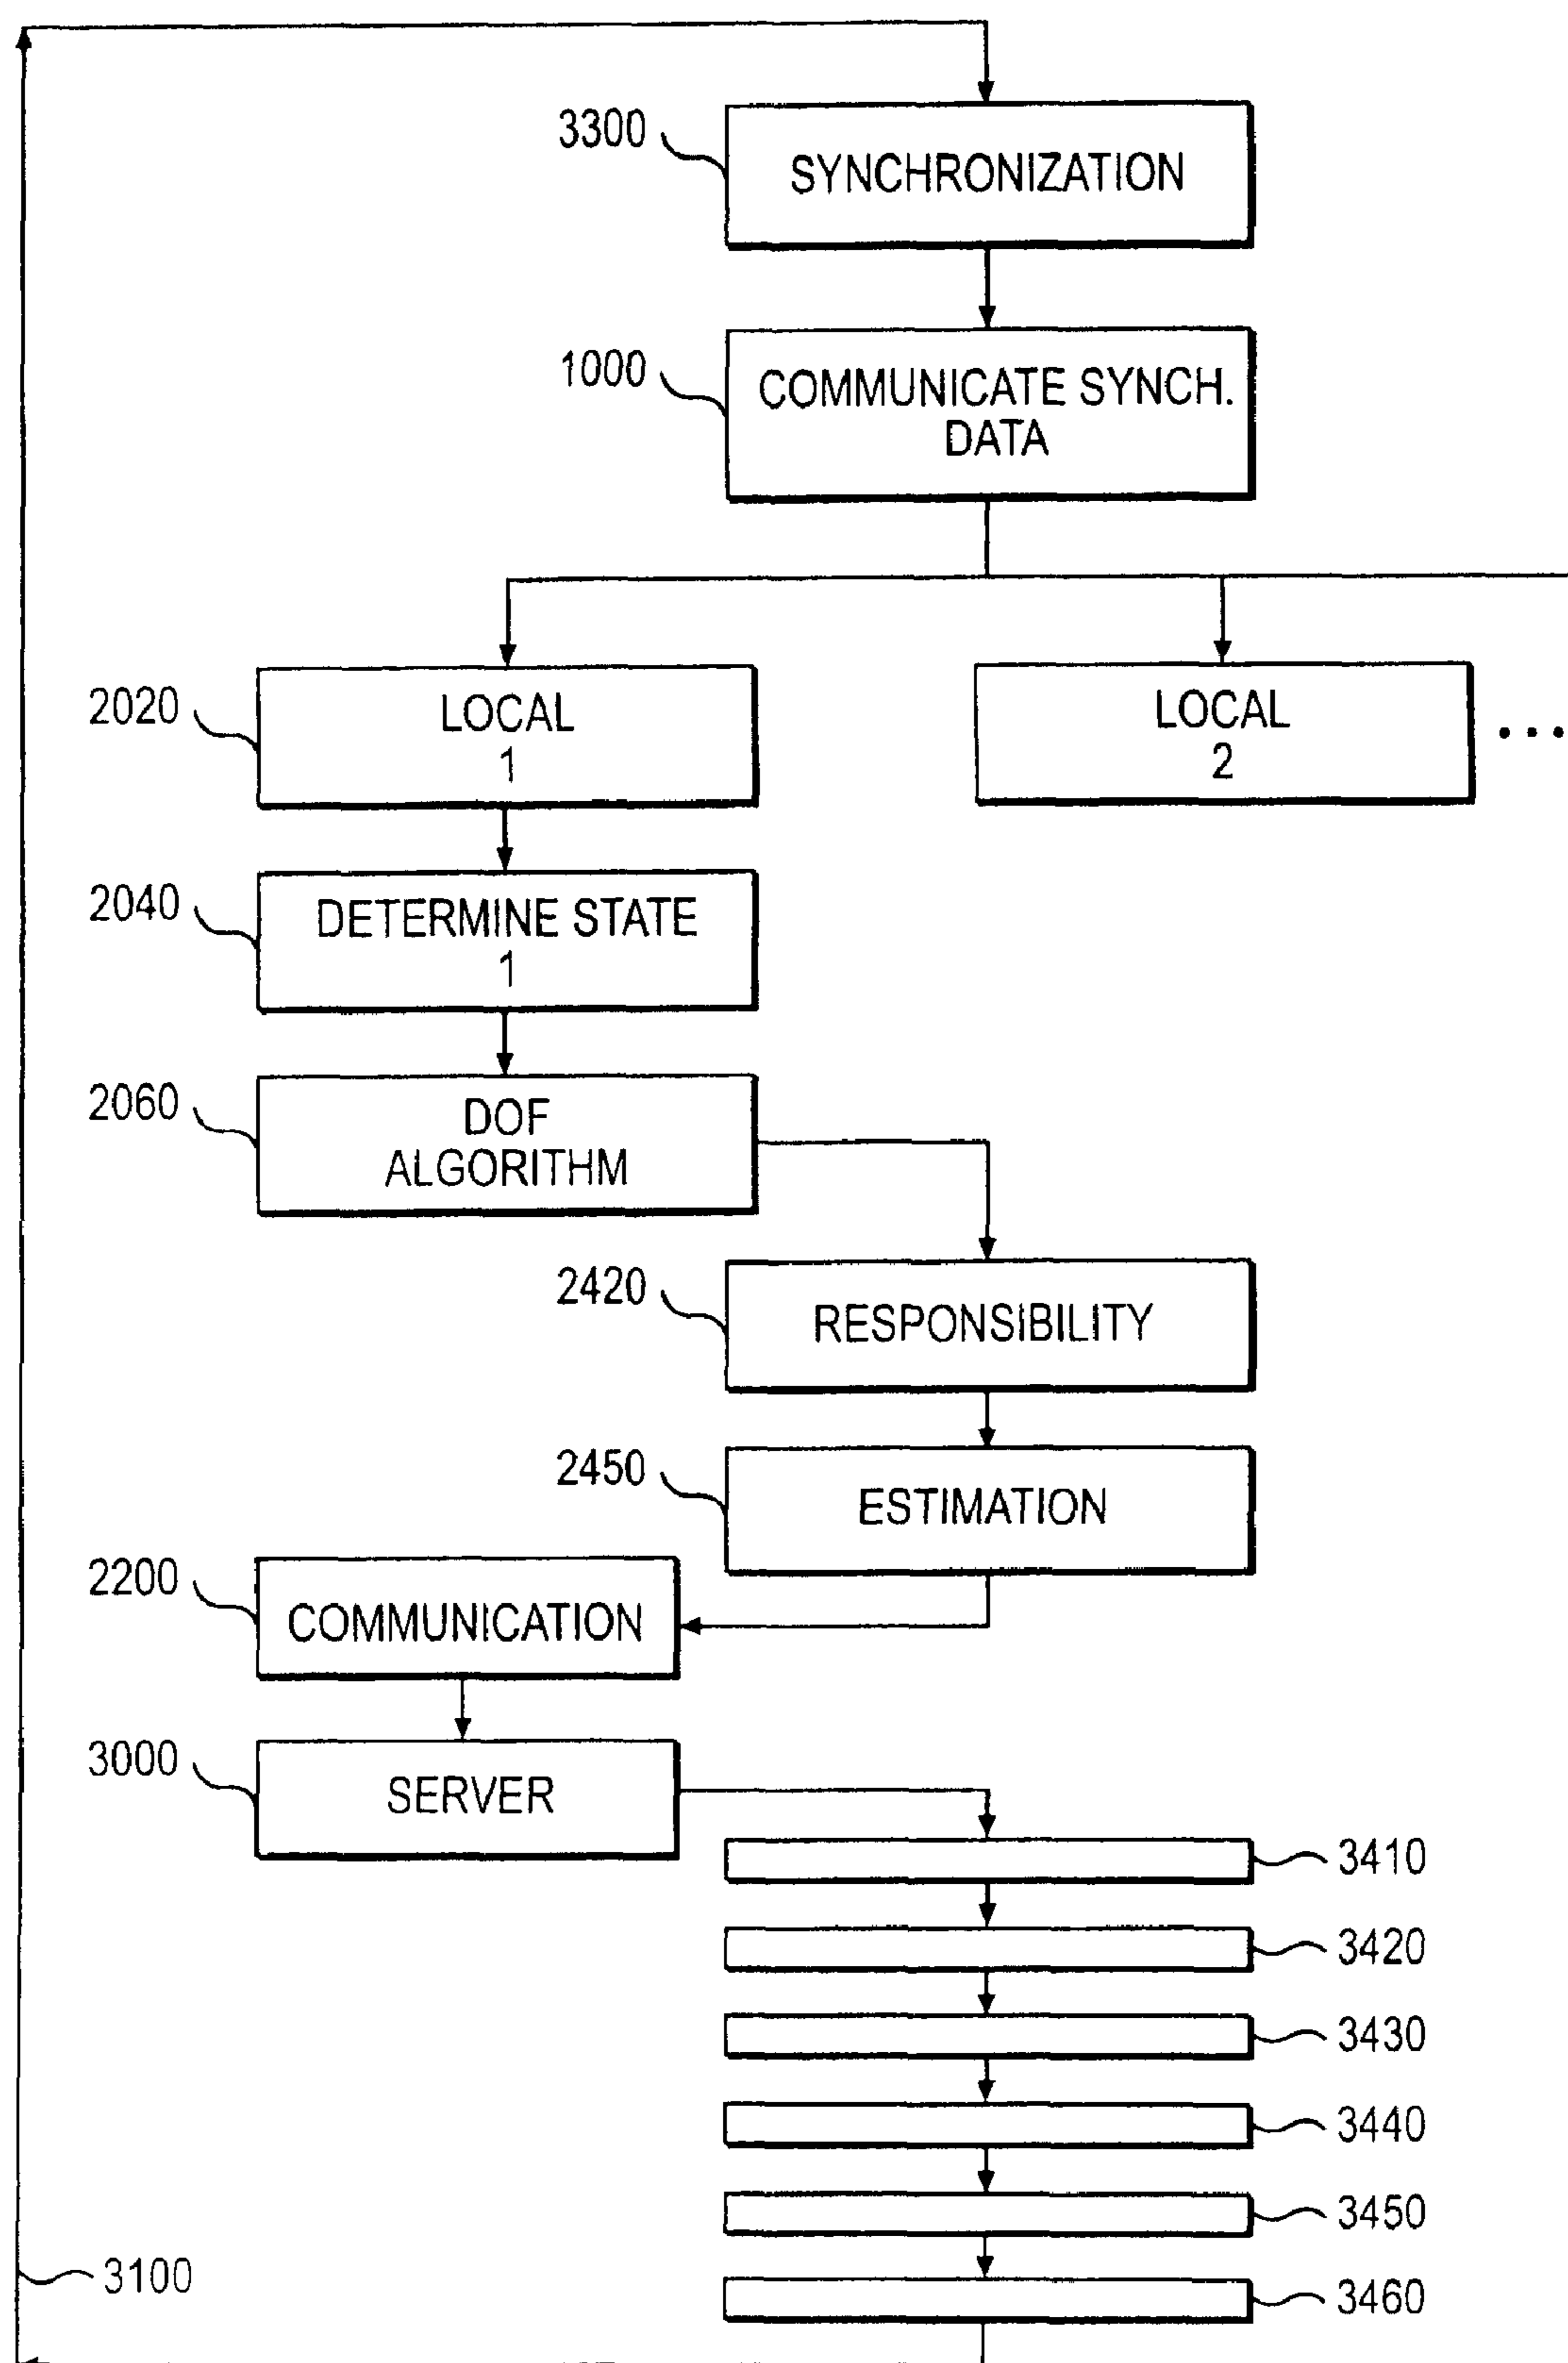 3300
SYNCHRONIZATION
1000
COMMUNICATE SYNCH.
DATA
2020
LOCAL
1
LOCAL
2
...
2040
DETERMINE STATE
1
2060
DOF
ALGORITHM
2420
RESPONSIBILITY
2450
ESTIMATION
2200
COMMUNICATION
3000
SERVER
3410
3420
3430
3440
3450
3100
3460